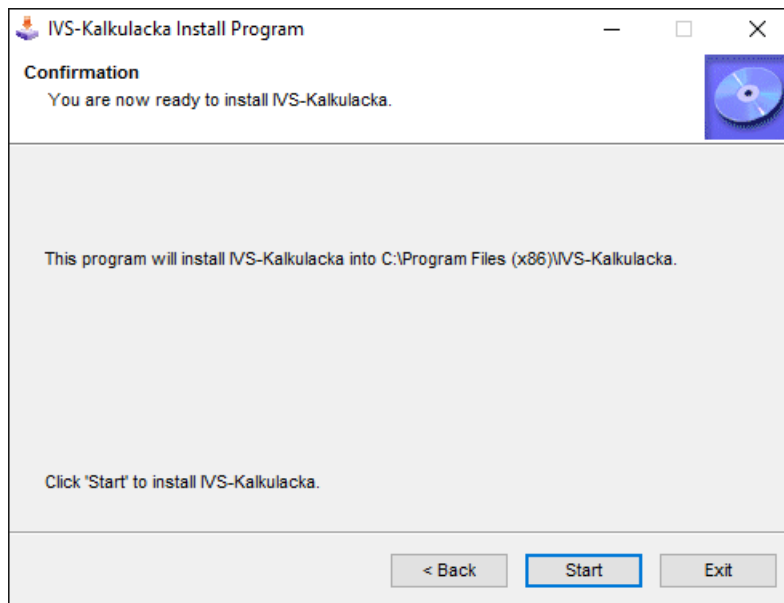 IVS-Kalkulacka Install Program
Confirmation
You are now ready to install IVS-Kalkulacka.
This program will install IVS-Kalkulacka into C:\Program Files (x86)\IVS-Kalkulacka.
Click 'Start' to install IVS-Kalkulacka.
< Back Start Exit